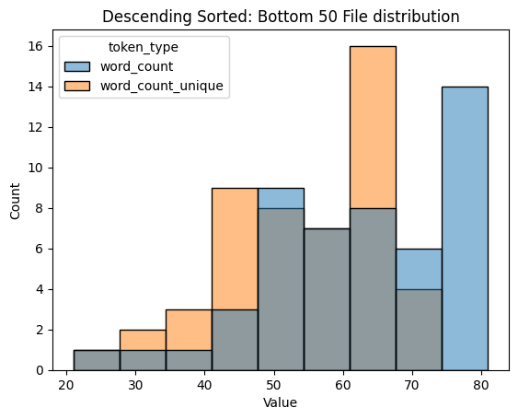 Descending Sorted: Bottom 50 File distribution
token_type
word_count
word_count_unique
16
14
12
10
8
6
4
2
0
Count
20 30 40 50 60 70 80
Value